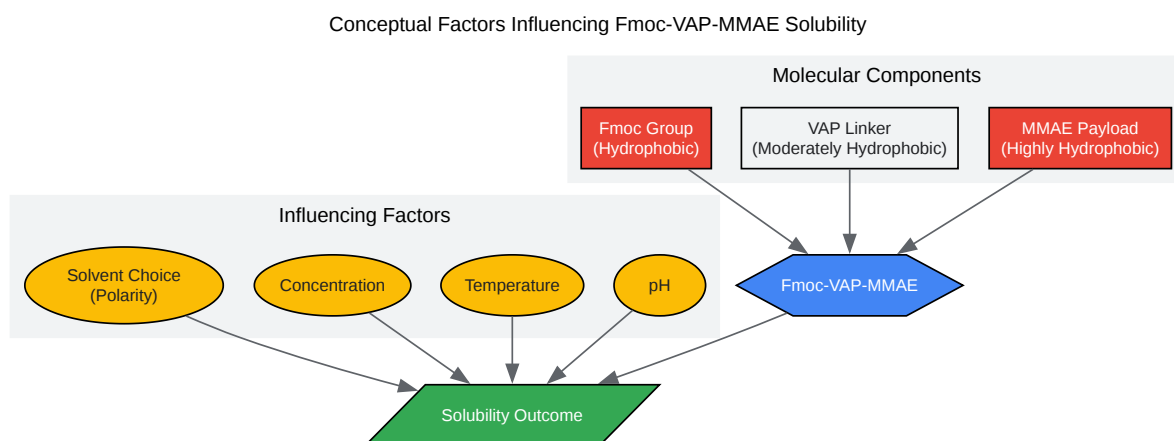 Conceptual Factors Influencing Fmoc-VAP-MMAE Solubility
Molecular Components
Fmoc Group
(Hydrophobic)
VAP Linker
(Moderately Hydrophobic)
MMAE Payload
(Highly Hydrophobic)
Influencing Factors
Solvent Choice
(Polarity)
Concentration
Temperature
pH
Fmoc-VAP-MMAE
Solubility Outcome